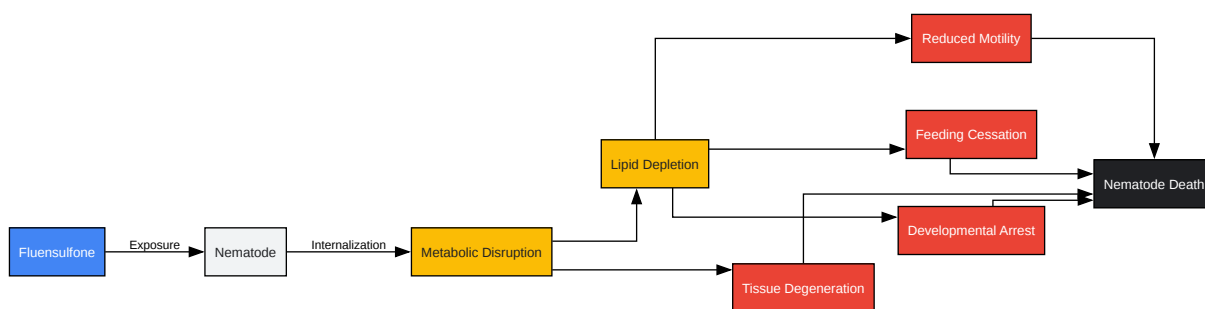 Reduced Motility
Feeding Cessation
Lipid Depletion
Nematode Death
Developmental Arrest
Fluensulfone
Exposure
Nematode
Internalization
Metabolic Disruption
Tissue Degeneration